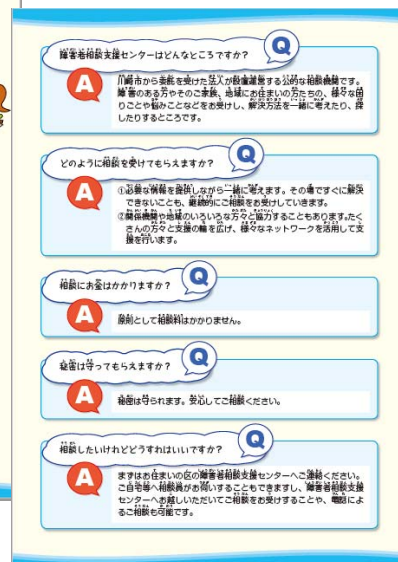 障害者相談支援センターはどんなところですか?
Q
A
川崎市から委託を受けた法人が設置運営する公的な相談機関です。
障害のある方やそのご家族、地域にお住まいの方たちの、様々な困
りごとや悩みことなどをお受けし、解決方法を一緒に考えたり、探
したりするところです。
どのように相談を受けてもらえますか?
Q
A
①必要な情報を提供しながら一緒に考えます。その場ですぐに解決
できないことも、継続的にご相談をお受けしていきます。
②関係機関や地域のいろいろな方々と協力することもあります。たく
さんの方々と支援の輪を広げ、様々なネットワークを活用して支
援を行います。
相談にお金はかかりますか?
Q
A
原則として相談料はかかりません。
秘密は守ってもらえますか?
Q
A
秘密は守られます。安心してご相談ください。
相談したいけれどどうすればいいですか?
Q
A
まずはお住まいの区の障害者相談支援センターへご連絡ください。
ご自宅等へ相談員がお伺いすることもできますし、障害者相談支援
センターへお越しいただいてご相談をお受けすることや、電話によ
るご相談も可能です。